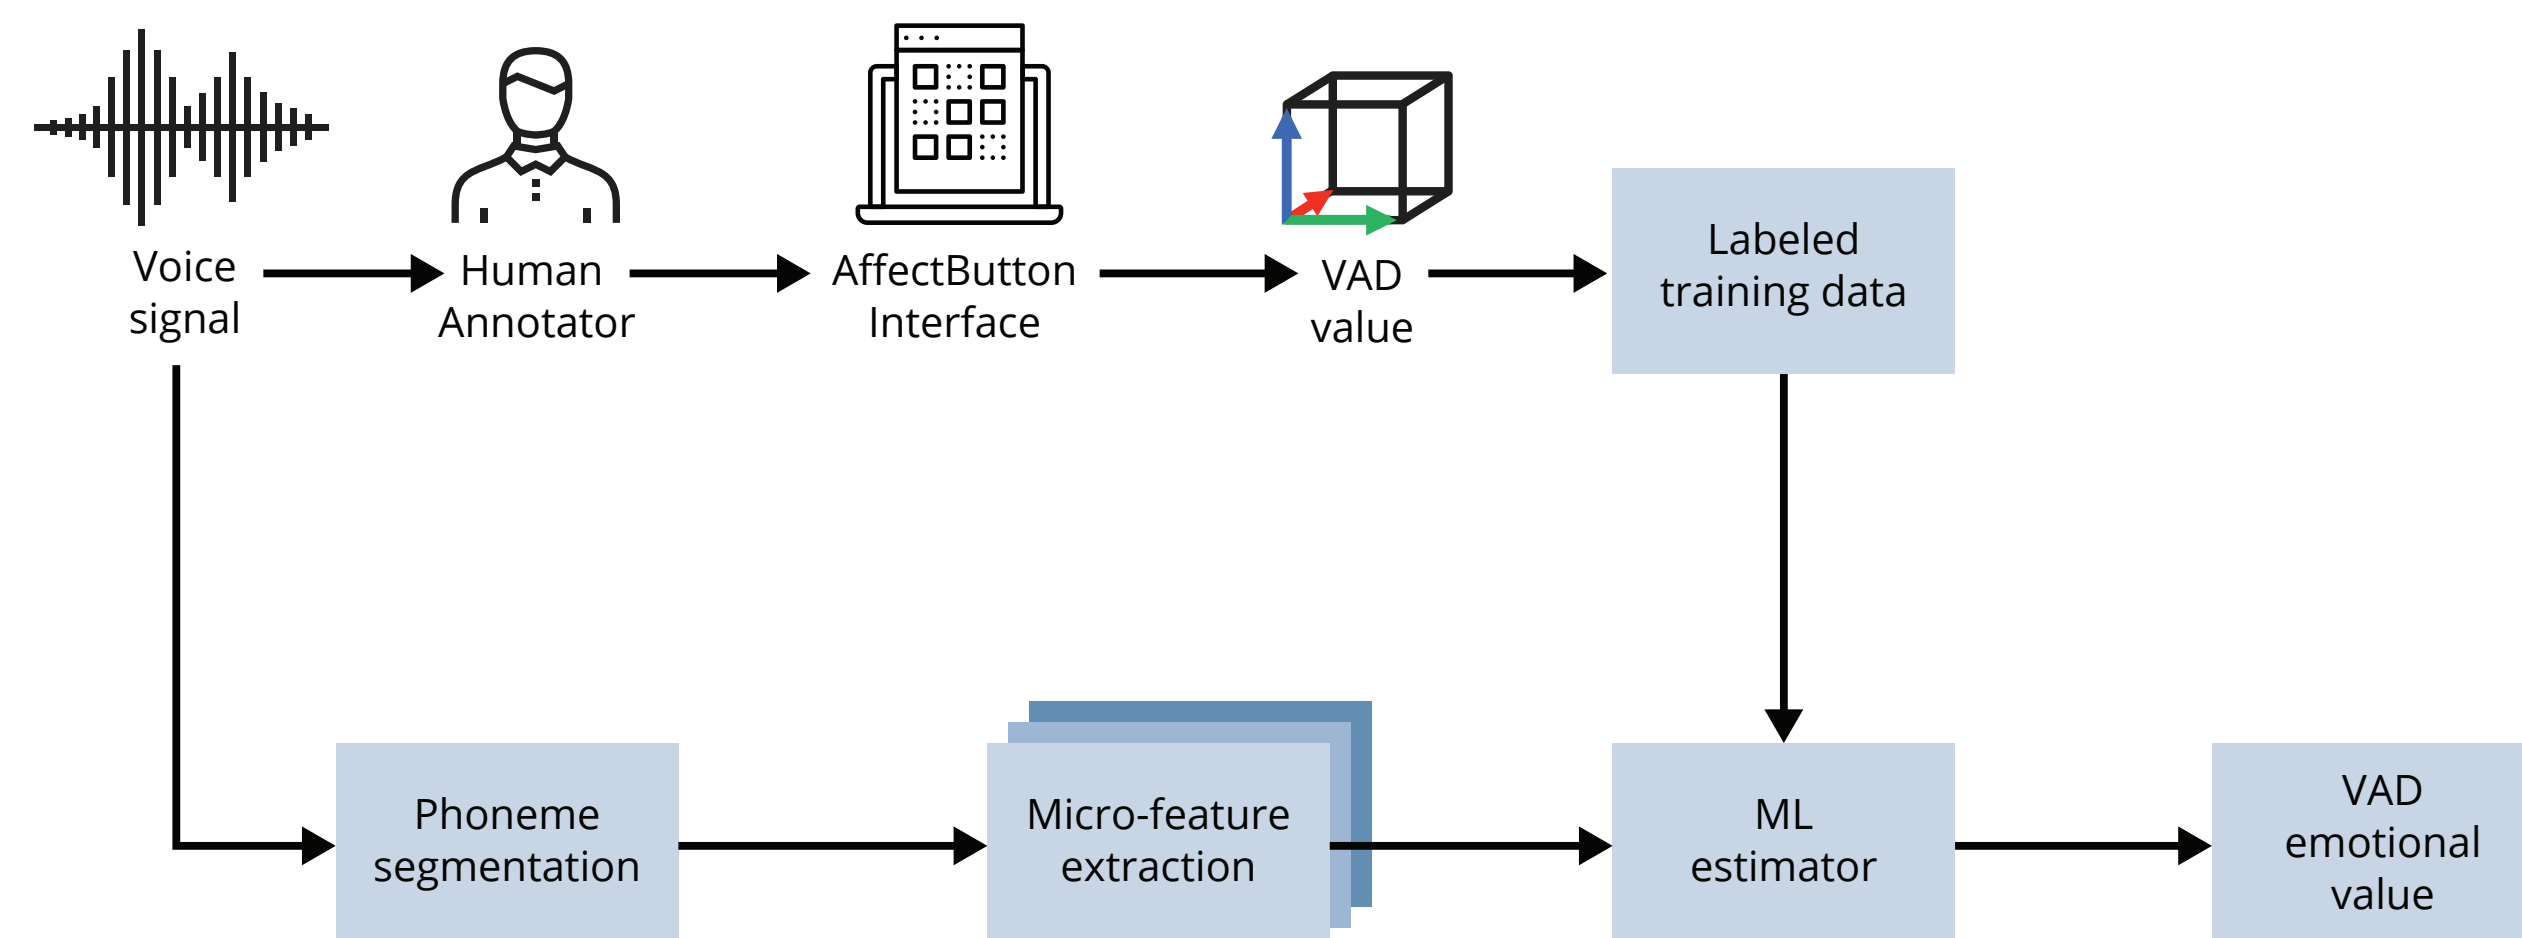 Voice
signal
Human
Annotator
AffectButton
Interface
VAD
value
Labeled
training data
Phoneme
segmentation
Micro-feature
extraction
ML
estimator
VAD
emotional
value